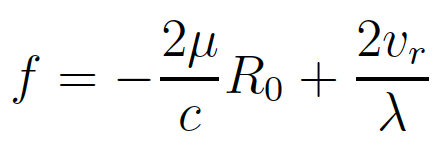 f = -\frac{2\mu}{c}R_0 + \frac{2v_r}{\lambda}